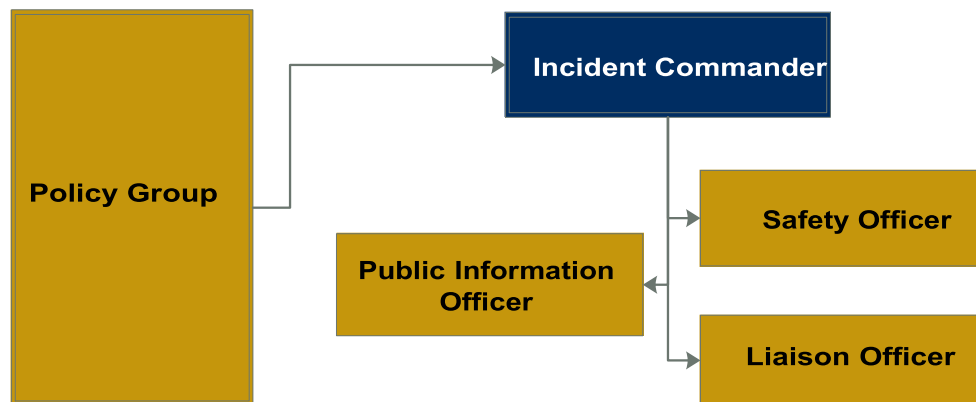 Incident Commander
Policy Group
Safety Officer
Public Information
Officer
Liaison Officer